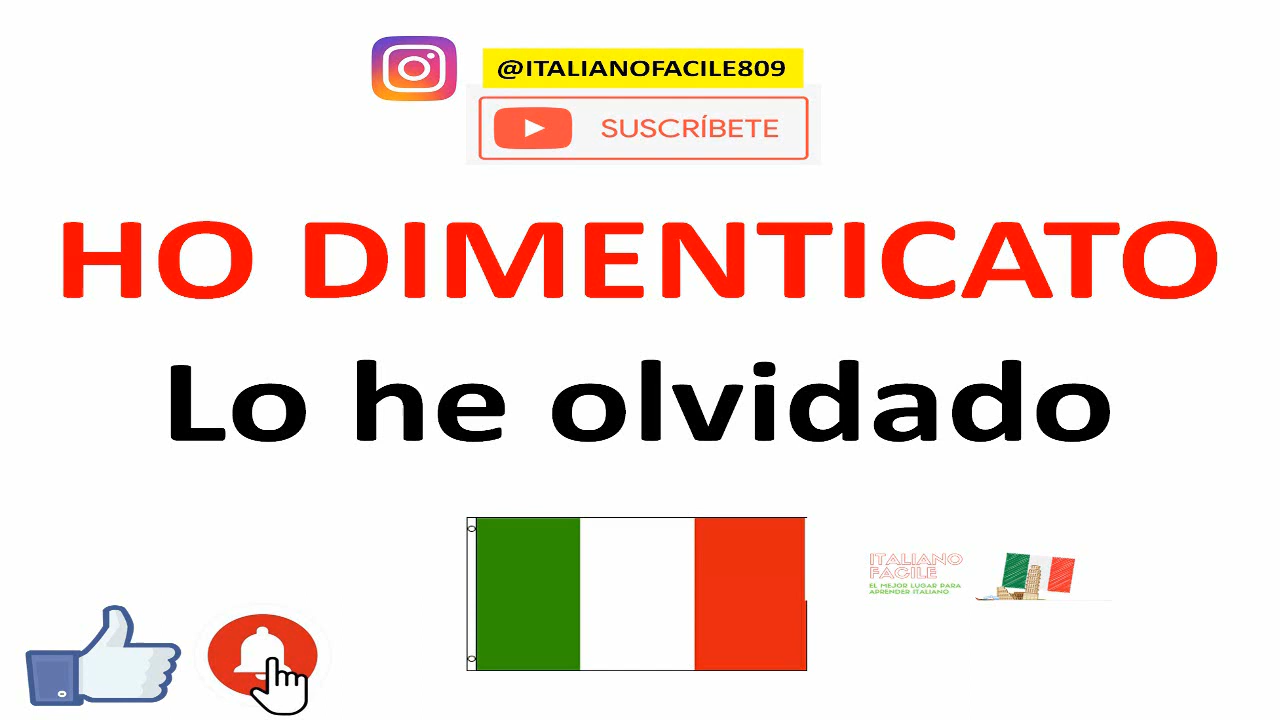 @ITALIANOFACILE809
SUSCRÍBETE
HO DIMENTICATO
Lo he olvidado
ITALIANO
FACILE
EL MEJOR LUGAR PARA
APRENDER ITALIANO